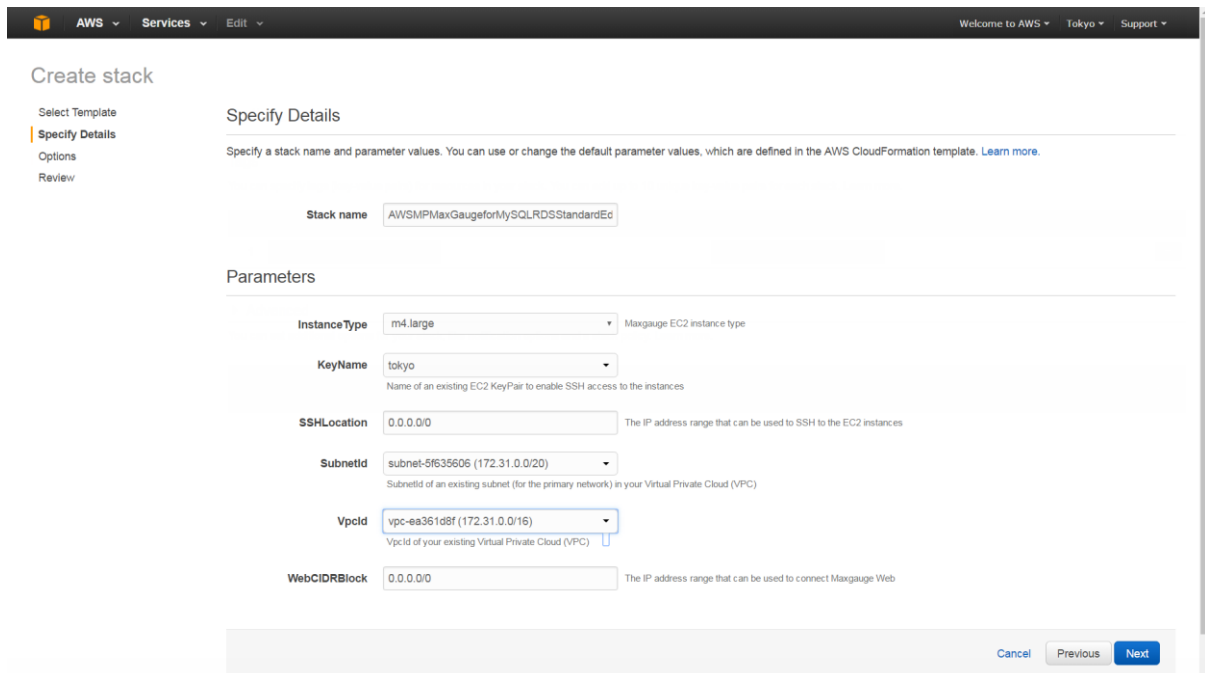 AWS Services Edit Welcome to AWS Tokyo Support
Create stack
Select Template
Specify Details
Options
Review
Specify Details
Specify a stack name and parameter values. You can use or change the default parameter values, which are defined in the AWS CloudFormation template. Learn more.
Stack name AWSMPMaxGaugeforMySQLRDSStandardEd
Parameters
InstanceType m4.large Maxgauge EC2 instance type
KeyName tokyo
Name of an existing EC2 KeyPair to enable SSH access to the instances
SSHLocation 0.0.0.0/0 The IP address range that can be used to SSH to the EC2 instances
SubnetId subnet-5f635606 (172.31.0.0/20)
SubnetId of an existing subnet (for the primary network) in your Virtual Private Cloud (VPC)
VpcId vpc-ea361d8f (172.31.0.0/16)
VpcId of your existing Virtual Private Cloud (VPC)
WebCIDRBlock 0.0.0.0/0 The IP address range that can be used to connect Maxgauge Web
Cancel Previous Next